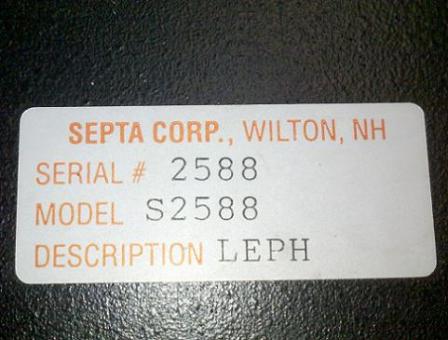 SEPTA CORP., WILTON, NH
SERIAL # 2588
MODEL S2588
DESCRIPTION LEPH